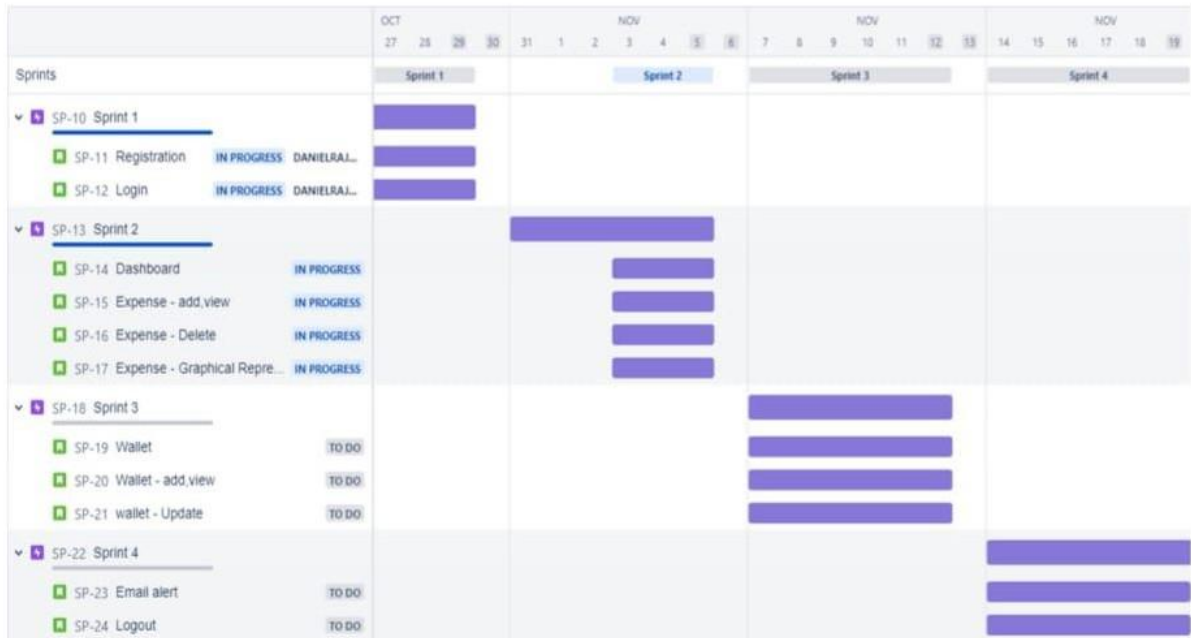 OCT NOV NOV NOV
27 28 29 30 31 1 2 3 4 5 6 7 8 9 10 11 12 13 14 15 16 17 18 19
Sprints Sprint 1 Sprint 2 Sprint 3 Sprint 4
SP-10 Sprint 1
SP-11 Registration IN PROGRESS DANIELRAJ...
SP-12 Login IN PROGRESS DANIELRAJ...
SP-13 Sprint 2
SP-14 Dashboard IN PROGRESS
SP-15 Expense - add,view IN PROGRESS
SP-16 Expense - Delete IN PROGRESS
SP-17 Expense - Graphical Repre... IN PROGRESS
SP-18 Sprint 3
SP-19 Wallet TO DO
SP-20 Wallet - add,view TO DO
SP-21 wallet - Update TO DO
SP-22 Sprint 4
SP-23 Email alert TO DO
SP-24 Logout TO DO